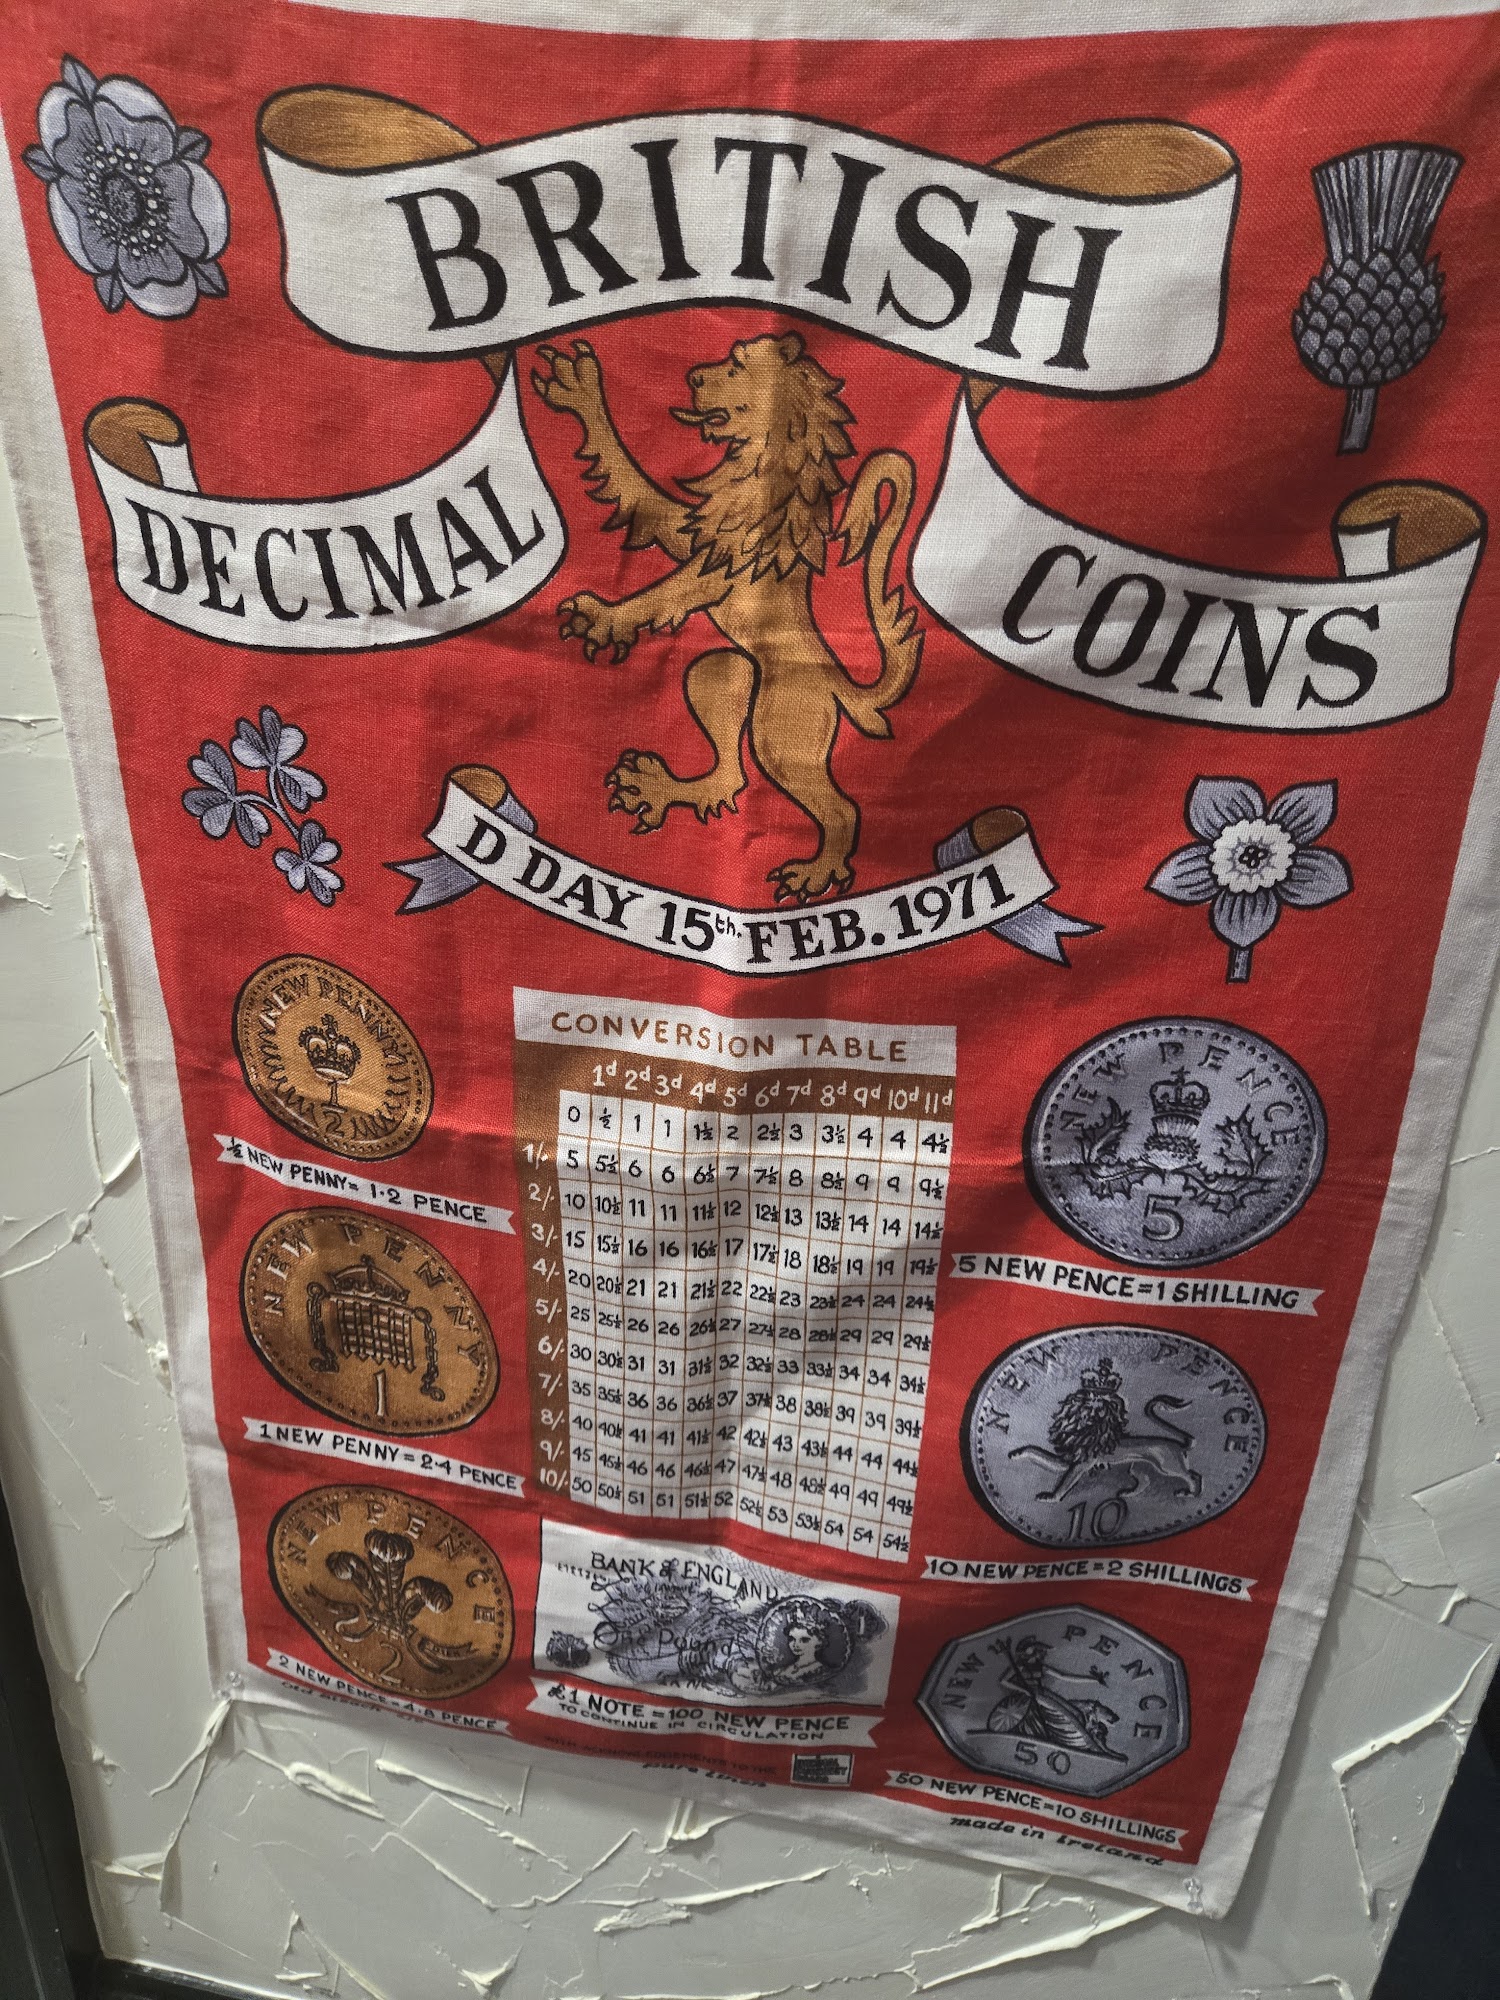 BRITISH
DECIMAL
COINS
D DAY 15th. FEB. 1971
NEW PENNY
½
½ NEW PENNY = 1·2 PENCE
NEW PENNY
1
1 NEW PENNY = 2·4 PENCE
NEW PENCE
2
2 NEW PENCE = 4.8 PENCE
CONVERSION TABLE
1d 2d 3d 4d 5d 6d 7d 8d 9d 10d 11d
0 ½ 1 1 1½ 2 2½ 3 3½ 4 4 4½
1/- 5 5½ 6 6 6½ 7 7½ 8 8½ 9 9 9½
2/- 10 10½ 11 11 11½ 12 12½ 13 13½ 14 14 14½
3/- 15 15½ 16 16 16½ 17 17½ 18 18½ 19 19 19½
4/- 20 20½ 21 21 21½ 22 22½ 23 23½ 24 24 24½
5/- 25 25½ 26 26 26½ 27 27½ 28 28½ 29 29 29½
6/- 30 30½ 31 31 31½ 32 32½ 33 33½ 34 34 34½
7/- 35 35½ 36 36 36½ 37 37½ 38 38½ 39 39 39½
8/- 40 40½ 41 41 41½ 42 42½ 43 43½ 44 44 44½
9/- 45 45½ 46 46 46½ 47 47½ 48 48½ 49 49 49½
10/- 50 50½ 51 51 51½ 52 52½ 53 53½ 54 54 54½
BANK of ENGLAND
One Pound
£1 NOTE = 100 NEW PENCE
TO CONTINUE IN CIRCULATION
NEW PENCE
5
5 NEW PENCE = 1 SHILLING
NEW PENCE
10
10 NEW PENCE = 2 SHILLINGS
NEW PENCE
50
50 NEW PENCE = 10 SHILLINGS
WITH ACKNOWLEDGEMENTS TO THE
pure linen
made in Ireland